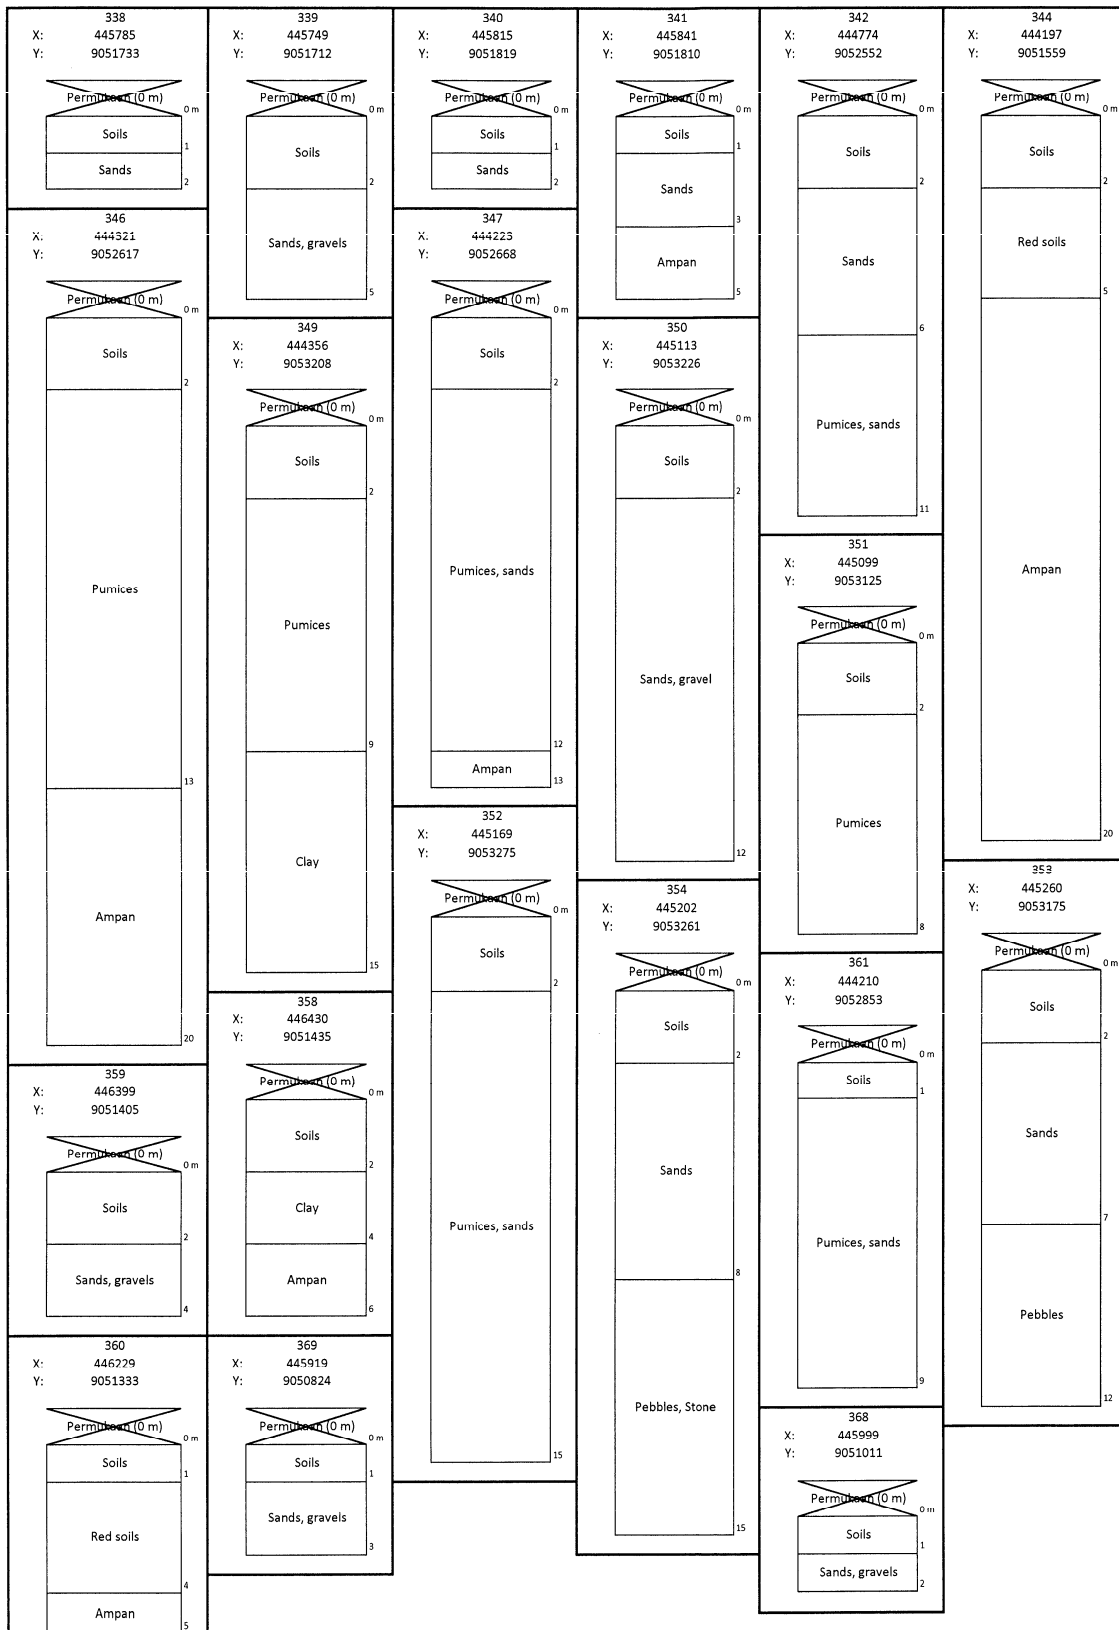 338
X: 445785
Y: 9051733
Permukaan (0 m)
0 m
Soils
1
Sands
2
339
X: 445749
Y: 9051712
Permukaan (0 m)
0 m
Soils
2
Sands, gravels
5
340
X: 445815
Y: 9051819
Permukaan (0 m)
0 m
Soils
1
Sands
2
341
X: 445841
Y: 9051810
Permukaan (0 m)
0 m
Soils
1
Sands
3
Ampan
5
342
X: 444774
Y: 9052552
Permukaan (0 m)
0 m
Soils
2
Sands
6
Pumices, sands
11
344
X: 444197
Y: 9051559
Permukaan (0 m)
0 m
Soils
2
Red soils
5
Ampan
20
346
X: 444321
Y: 9052617
Permukaan (0 m)
0 m
Soils
2
Pumices
13
Ampan
20
347
X: 444223
Y: 9052668
Permukaan (0 m)
0 m
Soils
2
Pumices, sands
12
Ampan
13
349
X: 444356
Y: 9053208
Permukaan (0 m)
0 m
Soils
2
Pumices
9
Clay
15
350
X: 445113
Y: 9053226
Permukaan (0 m)
0 m
Soils
2
Sands, gravel
12
351
X: 445099
Y: 9053125
Permukaan (0 m)
0 m
Soils
2
Pumices
8
352
X: 445169
Y: 9053275
Permukaan (0 m)
0 m
Soils
2
Pumices, sands
15
354
X: 445202
Y: 9053261
Permukaan (0 m)
0 m
Soils
2
Sands
8
Pebbles, Stone
15
353
X: 445260
Y: 9053175
Permukaan (0 m)
0 m
Soils
2
Sands
7
Pebbles
12
361
X: 444210
Y: 9052853
Permukaan (0 m)
0 m
Soils
1
Pumices, sands
9
358
X: 446430
Y: 9051435
Permukaan (0 m)
0 m
Soils
2
Clay
4
Ampan
6
359
X: 446399
Y: 9051405
Permukaan (0 m)
0 m
Soils
2
Sands, gravels
4
360
X: 446229
Y: 9051333
Permukaan (0 m)
0 m
Soils
1
Red soils
4
Ampan
5
369
X: 445919
Y: 9050824
Permukaan (0 m)
0 m
Soils
1
Sands, gravels
3
368
X: 445999
Y: 9051011
Permukaan (0 m)
0 m
Soils
1
Sands, gravels
2